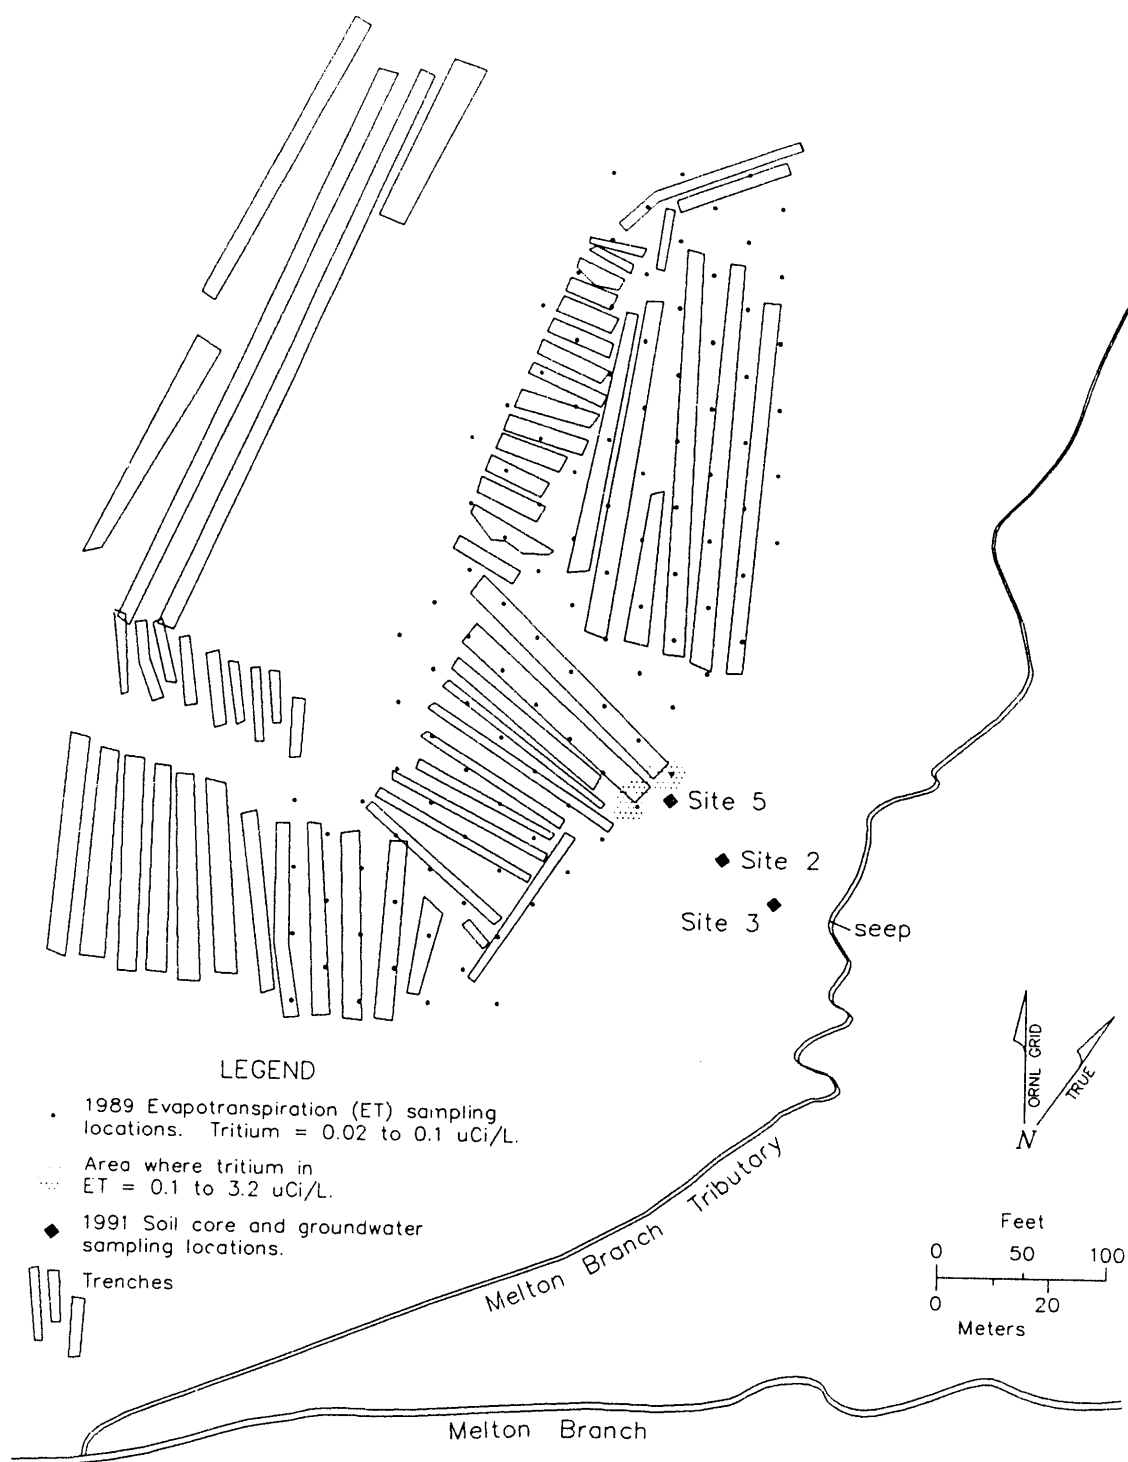 Site 5
Site 2
Site 3
seep
LEGEND
1989 Evapotranspiration (ET) sampling
locations. Tritium = 0.02 to 0.1 uCi/L.
Area where tritium in
ET = 0.1 to 3.2 uCi/L.
1991 Soil core and groundwater
sampling locations.
Trenches
ORNL GRID
TRUE
N
Melton Branch Tributary
Feet
0 50 100
0 20
Meters
Melton Branch